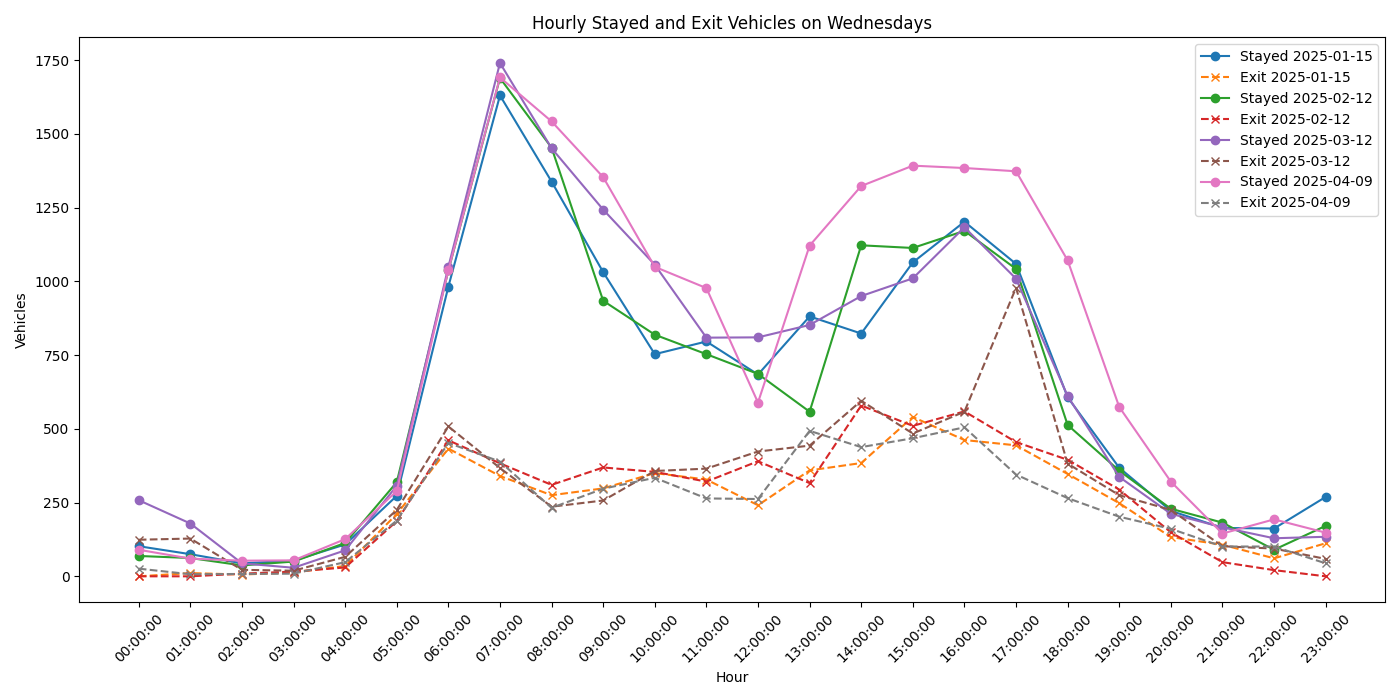 Hourly Stayed and Exit Vehicles on Wednesdays
Stayed 2025-01-15
Exit 2025-01-15
Stayed 2025-02-12
Exit 2025-02-12
Stayed 2025-03-12
Exit 2025-03-12
Stayed 2025-04-09
Exit 2025-04-09
Vehicles
1750
1500
1250
1000
750
500
250
0
00:00:00
01:00:00
02:00:00
03:00:00
04:00:00
05:00:00
06:00:00
07:00:00
08:00:00
09:00:00
10:00:00
11:00:00
12:00:00
13:00:00
14:00:00
15:00:00
16:00:00
17:00:00
18:00:00
19:00:00
20:00:00
21:00:00
22:00:00
23:00:00
Hour